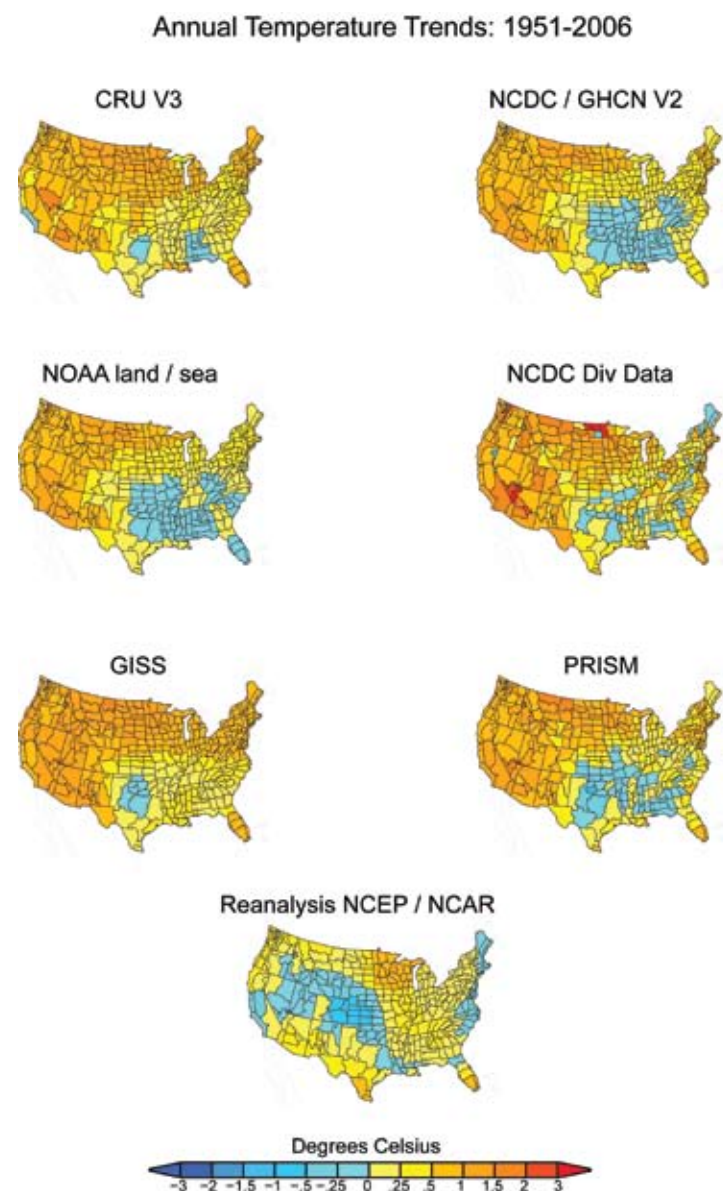 Annual Temperature Trends: 1951-2006
CRU V3
NCDC / GHCN V2
NOAA land / sea
NCDC Div Data
GISS
PRISM
Reanalysis NCEP / NCAR
Degrees Celsius
-3 -2 -1.5 -1 -.5 -.25 0 .25 .5 1 1.5 2 3